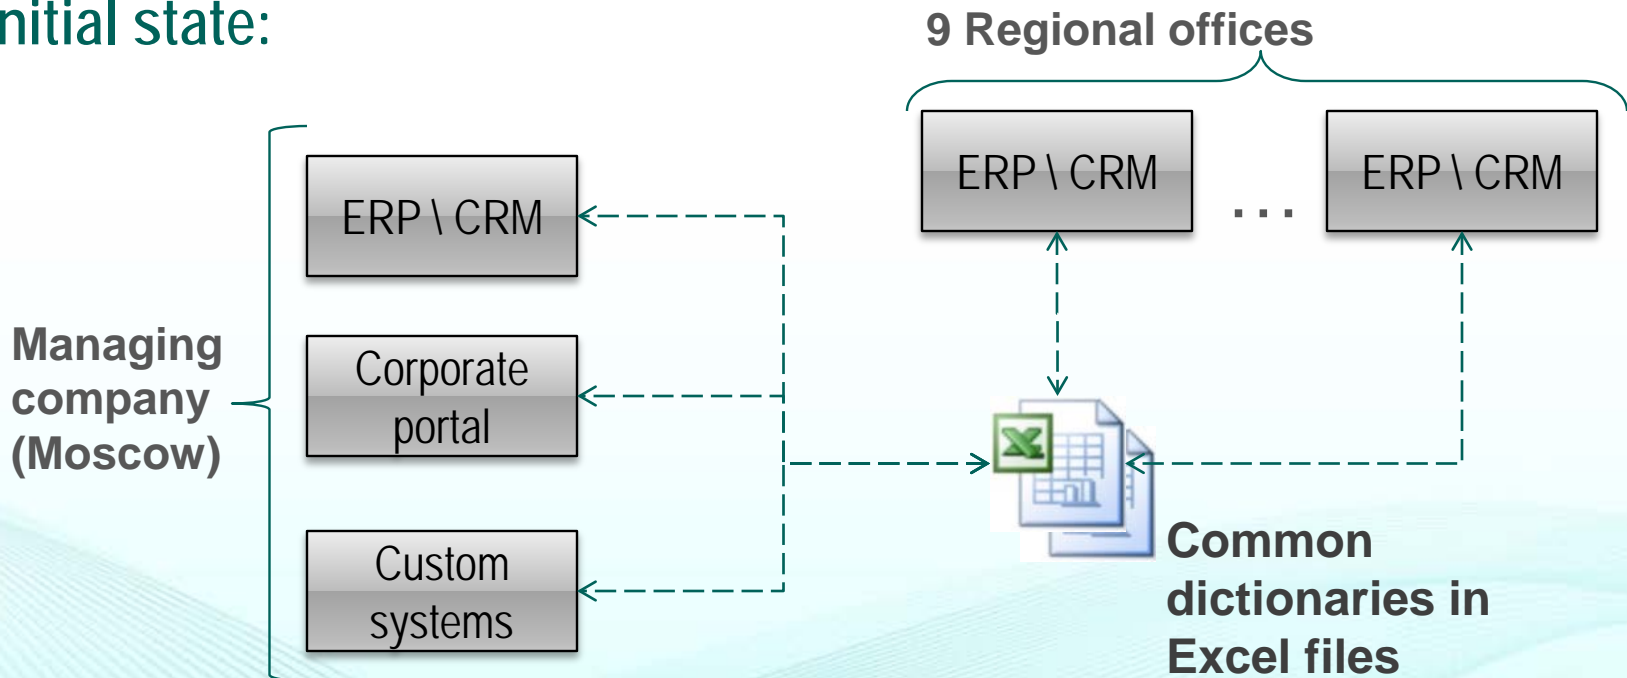 nitial state:
9 Regional offices
ERP \ CRM
...
ERP \ CRM
ERP \ CRM
Managing
company
(Moscow)
Corporate
portal
Custom
systems
Common
dictionaries in
Excel files